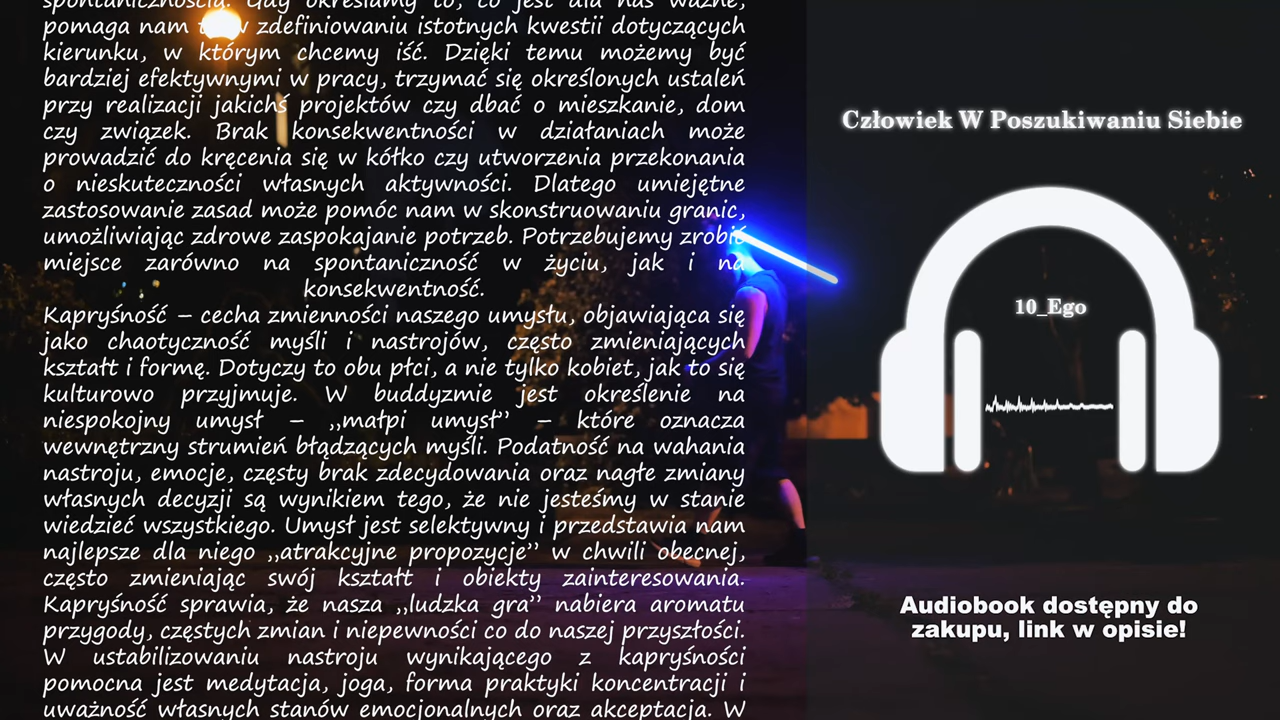 spontanicznością. Gdy określamy to, co jest dla nas ważne,
pomaga nam to w zdefiniowaniu istotnych kwestii dotyczących
kierunku, w którym chcemy iść. Dzięki temu możemy być
bardziej efektywnymi w pracy, trzymać się określonych ustaleń
przy realizacji jakichś projektów czy dbać o mieszkanie, dom
czy związek. Brak konsekwentności w działaniach może
prowadzić do kręcenia się w kółko czy utworzenia przekonania
o nieskuteczności własnych aktywności. Dlatego umiejętne
zastosowanie zasad może pomóc nam w skonstruowaniu granic,
umożliwiając zdrowe zaspokajanie potrzeb. Potrzebujemy zrobić
miejsce zarówno na spontaniczność w życiu, jak i na
konsekwentność.
Kapryśność – cecha zmienności naszego umysłu, objawiająca się
jako chaotyczność myśli i nastrojów, często zmieniających
kształt i formę. Dotyczy to obu płci, a nie tylko kobiet, jak to się
kulturowo przyjmuje. W buddyzmie jest określenie na
niespokojny umysł – ,,małpi umysł” – które oznacza
wewnętrzny strumień błądzących myśli. Podatność na wahania
nastroju, emocje, częsty brak zdecydowania oraz nagłe zmiany
własnych decyzji są wynikiem tego, że nie jesteśmy w stanie
wiedzieć wszystkiego. Umysł jest selektywny i przedstawia nam
najlepsze dla niego ,,atrakcyjne propozycje” w chwili obecnej,
często zmieniając swój kształt i obiekty zainteresowania.
Kapryśność sprawia, że nasza ,,ludzka gra” nabiera aromatu
przygody, częstych zmian i niepewności co do naszej przyszłości.
W ustabilizowaniu nastroju wynikającego z kapryśności
pomocna jest medytacja, joga, forma praktyki koncentracji i
uważność własnych stanów emocjonalnych oraz akceptacja. W
Człowiek W Poszukiwaniu Siebie
10_Ego
Audiobook dostępny do
zakupu, link w opisie!